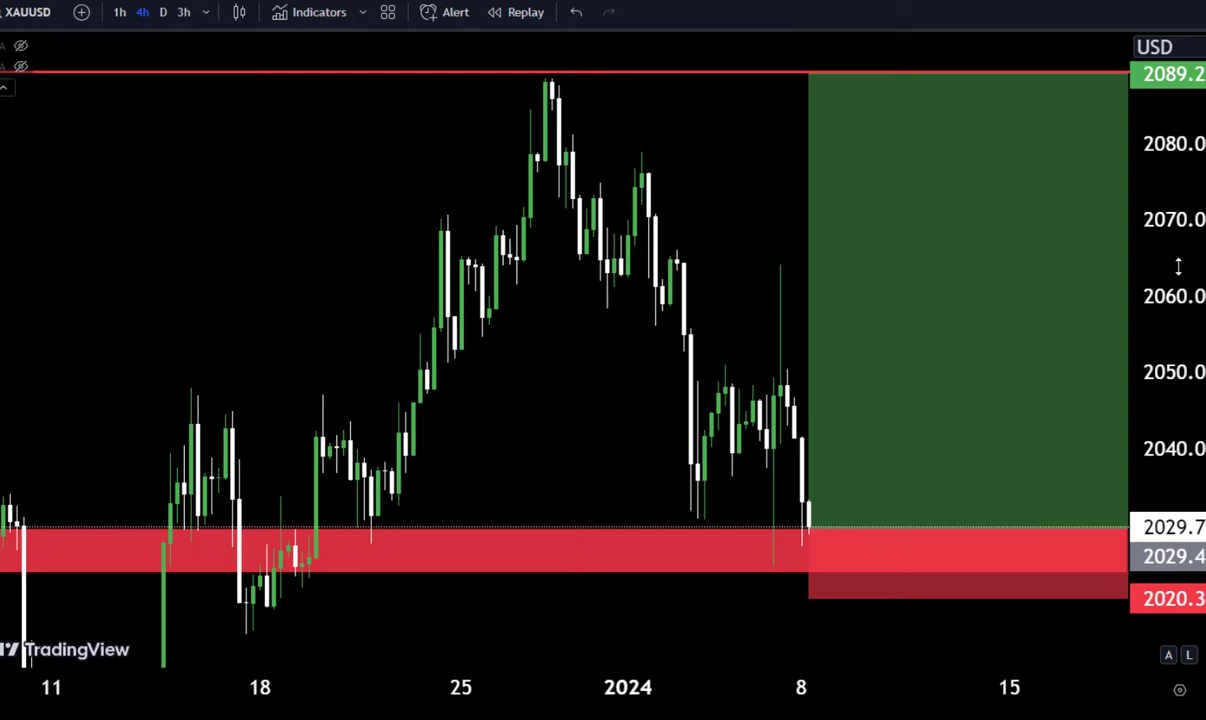 XAUUSD 1h 4h D 3h Indicators Alert Replay
USD
2089.2
2080.0
2070.0
2060.0
2050.0
2040.0
2029.7
2029.4
2020.3
TradingView
A L
11 18 25 2024 8 15